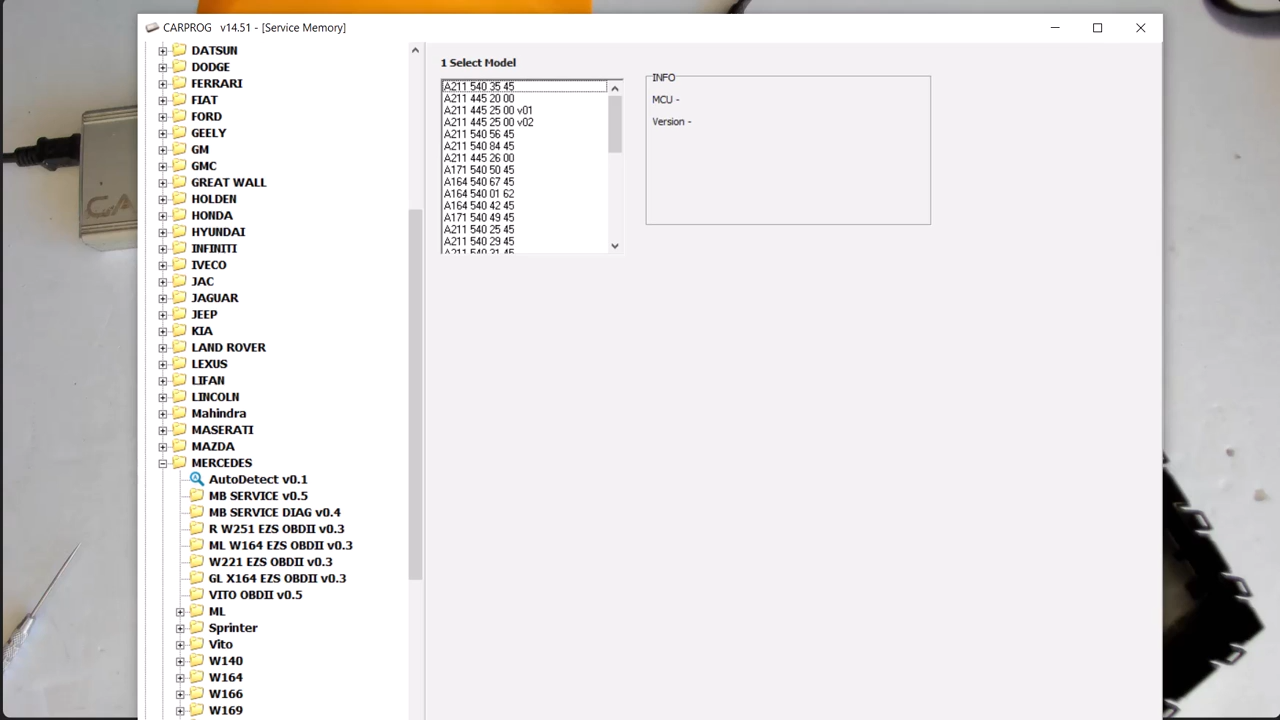 CARPROG v14.51 - [Service Memory]
DATSUN
DODGE
FERRARI
FIAT
FORD
GEELY
GM
GMC
GREAT WALL
HOLDEN
HONDA
HYUNDAI
INFINITI
IVECO
JAC
JAGUAR
JEEP
KIA
LAND ROVER
LEXUS
LIFAN
LINCOLN
Mahindra
MASERATI
MAZDA
MERCEDES
AutoDetect v0.1
MB SERVICE v0.5
MB SERVICE DIAG v0.4
R W251 EZS OBDII v0.3
ML W164 EZS OBDII v0.3
W221 EZS OBDII v0.3
GL X164 EZS OBDII v0.3
VITO OBDII v0.5
ML
Sprinter
Vito
W140
W164
W166
W169
1 Select Model
A211 540 35 45
A211 445 20 00
A211 445 25 00 v01
A211 445 25 00 v02
A211 540 56 45
A211 540 84 45
A211 445 26 00
A171 540 50 45
A164 540 67 45
A164 540 01 62
A164 540 42 45
A171 540 49 45
A211 540 25 45
A211 540 29 45
A211 540 31 45
INFO
MCU -
Version -